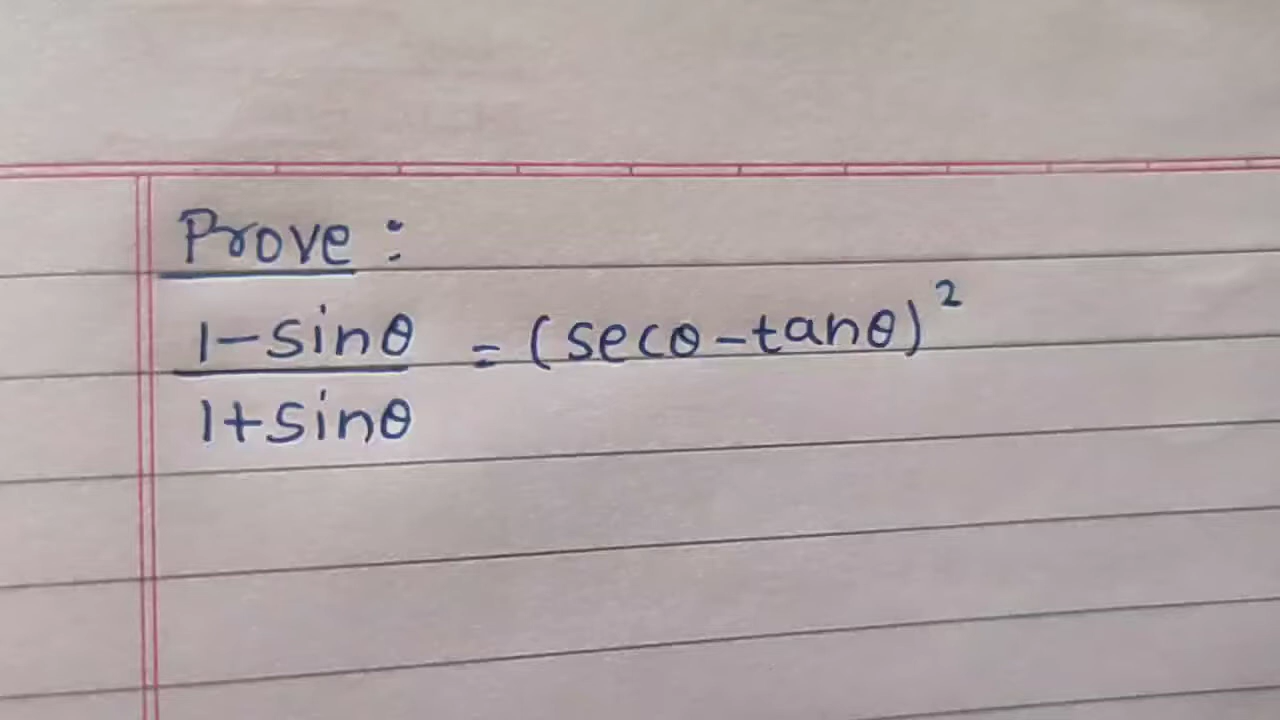 Prove :
1-sinθ / 1+sinθ = (secθ-tanθ)²